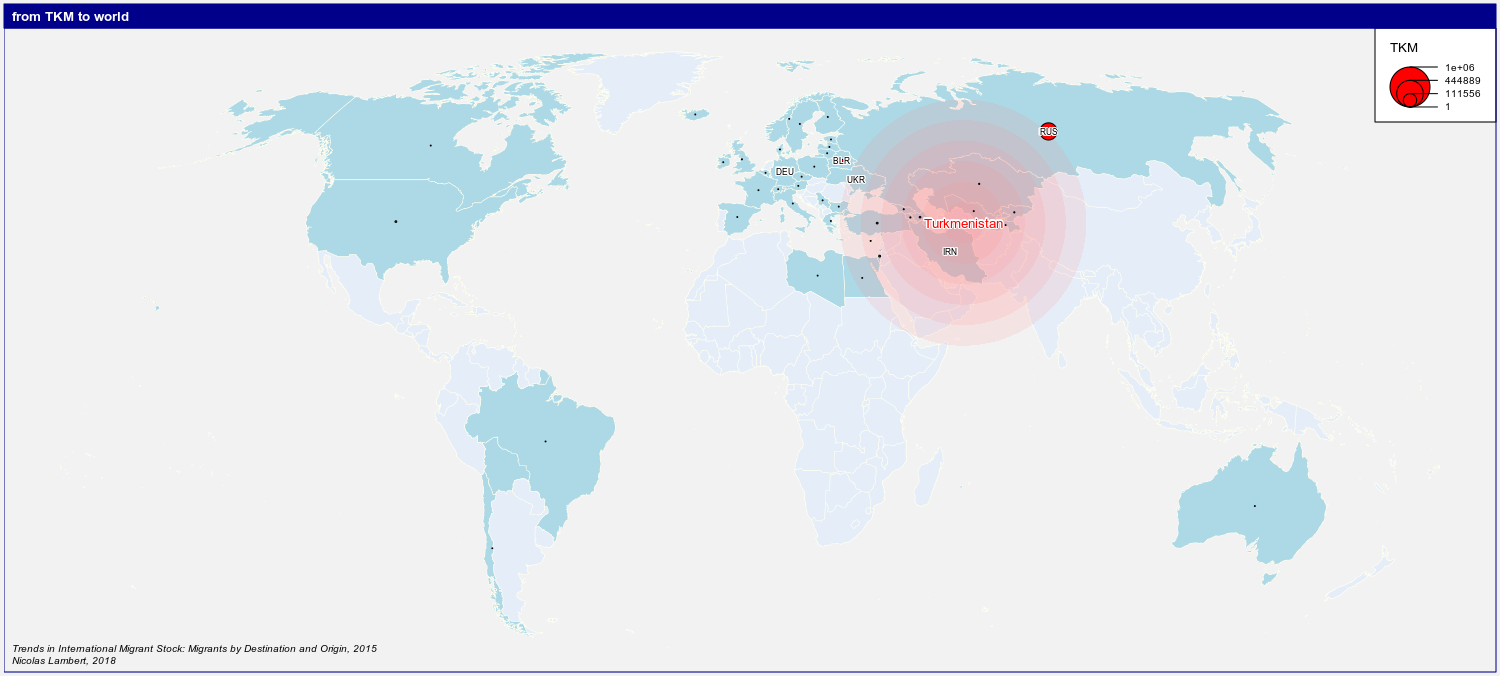 from TKM to world
TKM
1e+06
444889
111556
1
RUS
BLR
DEU
UKR
Turkmenistan
IRN
Trends in International Migrant Stock: Migrants by Destination and Origin, 2015
Nicolas Lambert, 2018